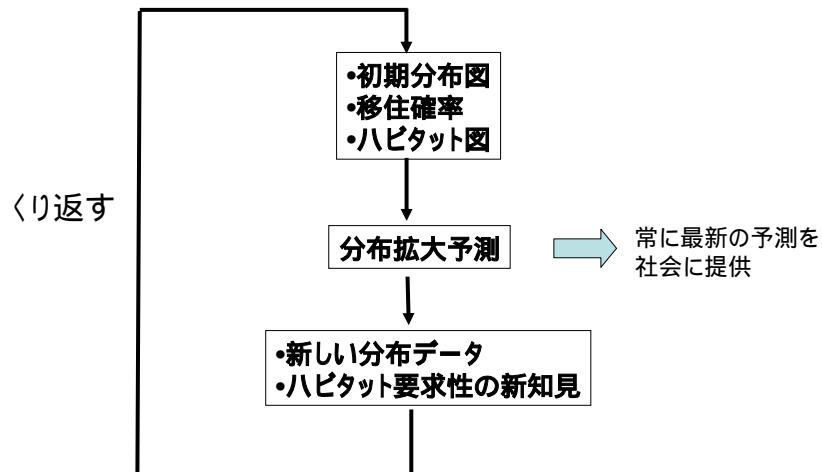 •初期分布図
•移住確率
•ハビタット図
くり返す
分布拡大予測
常に最新の予測を
社会に提供
•新しい分布データ
•ハビタット要求性の新知見